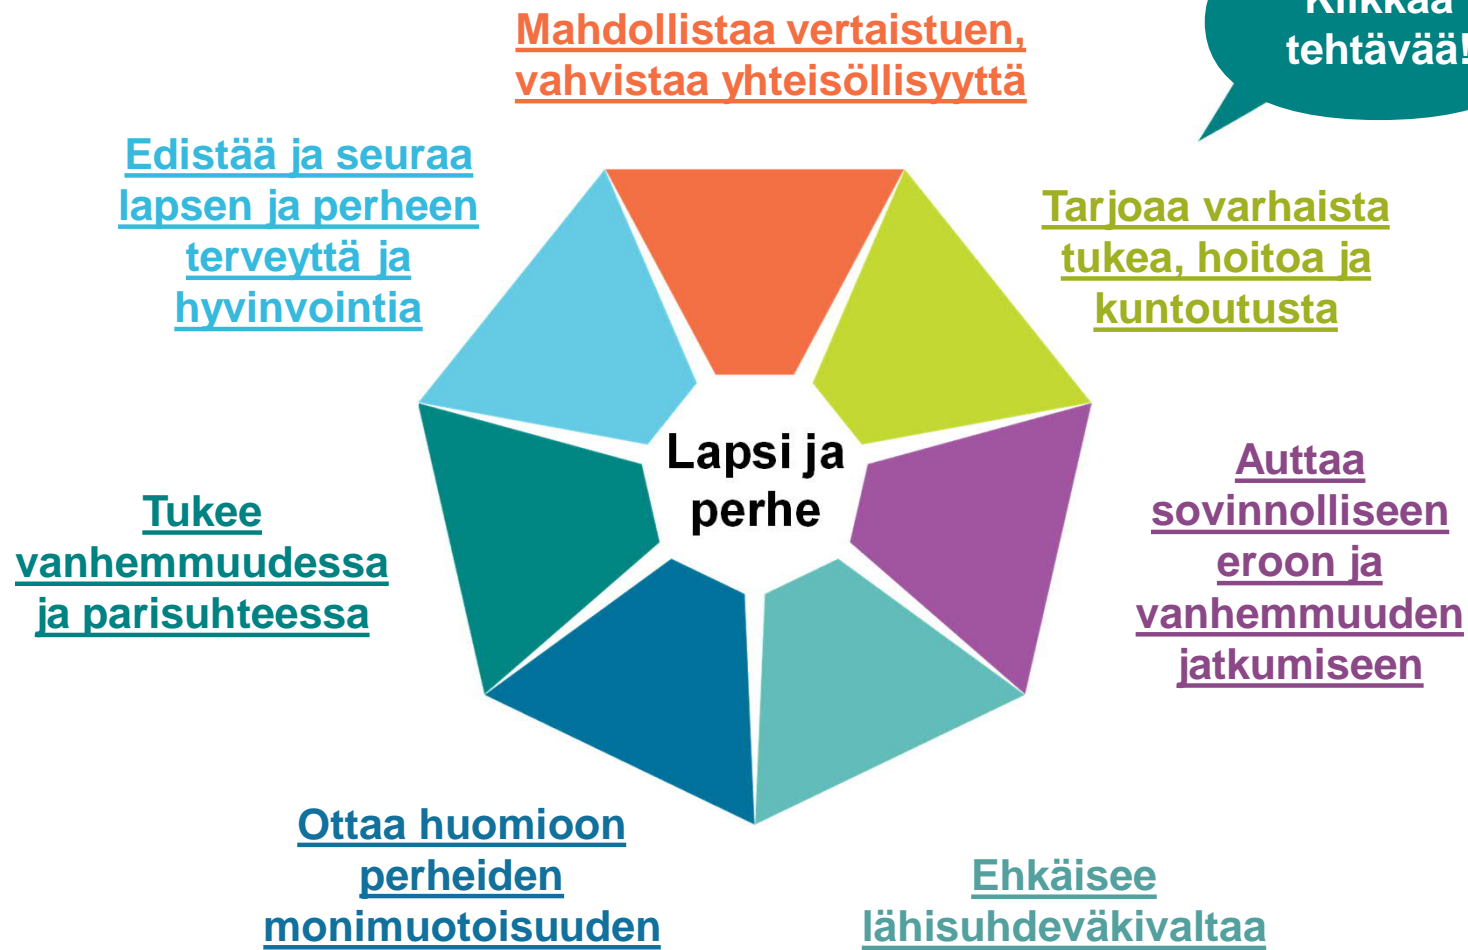 Klikkaa
tehtävää!
Mahdollistaa vertaistuen,
vahvistaa yhteisöllisyyttä
Edistää ja seuraa
lapsen ja perheen
terveyttä ja
hyvinvointia
Tarjoaa varhaista
tukea, hoitoa ja
kuntoutusta
Lapsi ja
perhe
Auttaa
sovinnolliseen
eroon ja
vanhemmuuden
jatkumiseen
Tukee
vanhemmuudessa
ja parisuhteessa
Ottaa huomioon
perheiden
monimuotoisuuden
Ehkäisee
lähisuhdeväkivaltaa